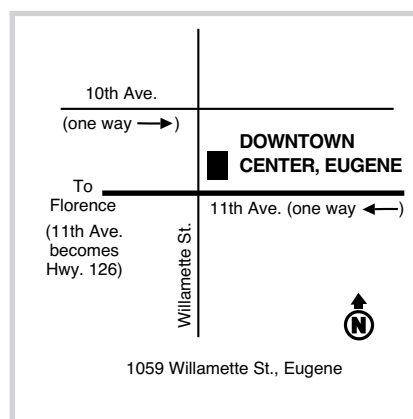 10th Ave.
(one way →)
DOWNTOWN
CENTER, EUGENE
To
Florence
(11th Ave.
becomes
Hwy. 126)
11th Ave. (one way ←)
Willamette St.
N
1059 Willamette St., Eugene